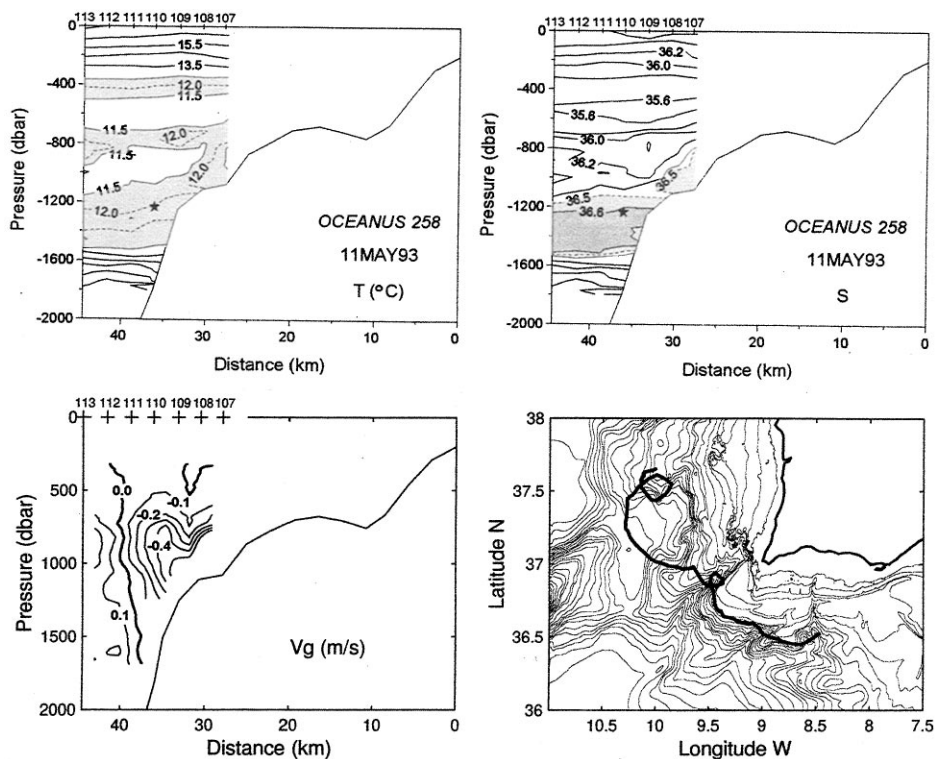 113 112 111 110 109 108 107
0
-400
-800
-1200
-1600
-2000
Pressure (dbar)
15.5
13.5
12.0
11.5
11.5
12.0
11.5
12.0
11.5
12.0
OCEANUS 258
11MAY93
T (°C)
40 30 20 10 0
Distance (km)
113 112 111 110 109 108 107
0
-400
-800
-1200
-1600
-2000
Pressure (dbar)
36.2
36.0
35.6
35.6
36.0
36.2
36.5
36.5
36.6
OCEANUS 258
11MAY93
S
40 30 20 10 0
Distance (km)
113 112 111 110 109 108 107
0
500
1000
1500
2000
Pressure (dbar)
0.0
-0.1
-0.2
-0.4
0.1
Vg (m/s)
40 30 20 10 0
Distance (km)
38
37.5
37
36.5
36
Latitude N
10.5 10 9.5 9 8.5 8 7.5
Longitude W